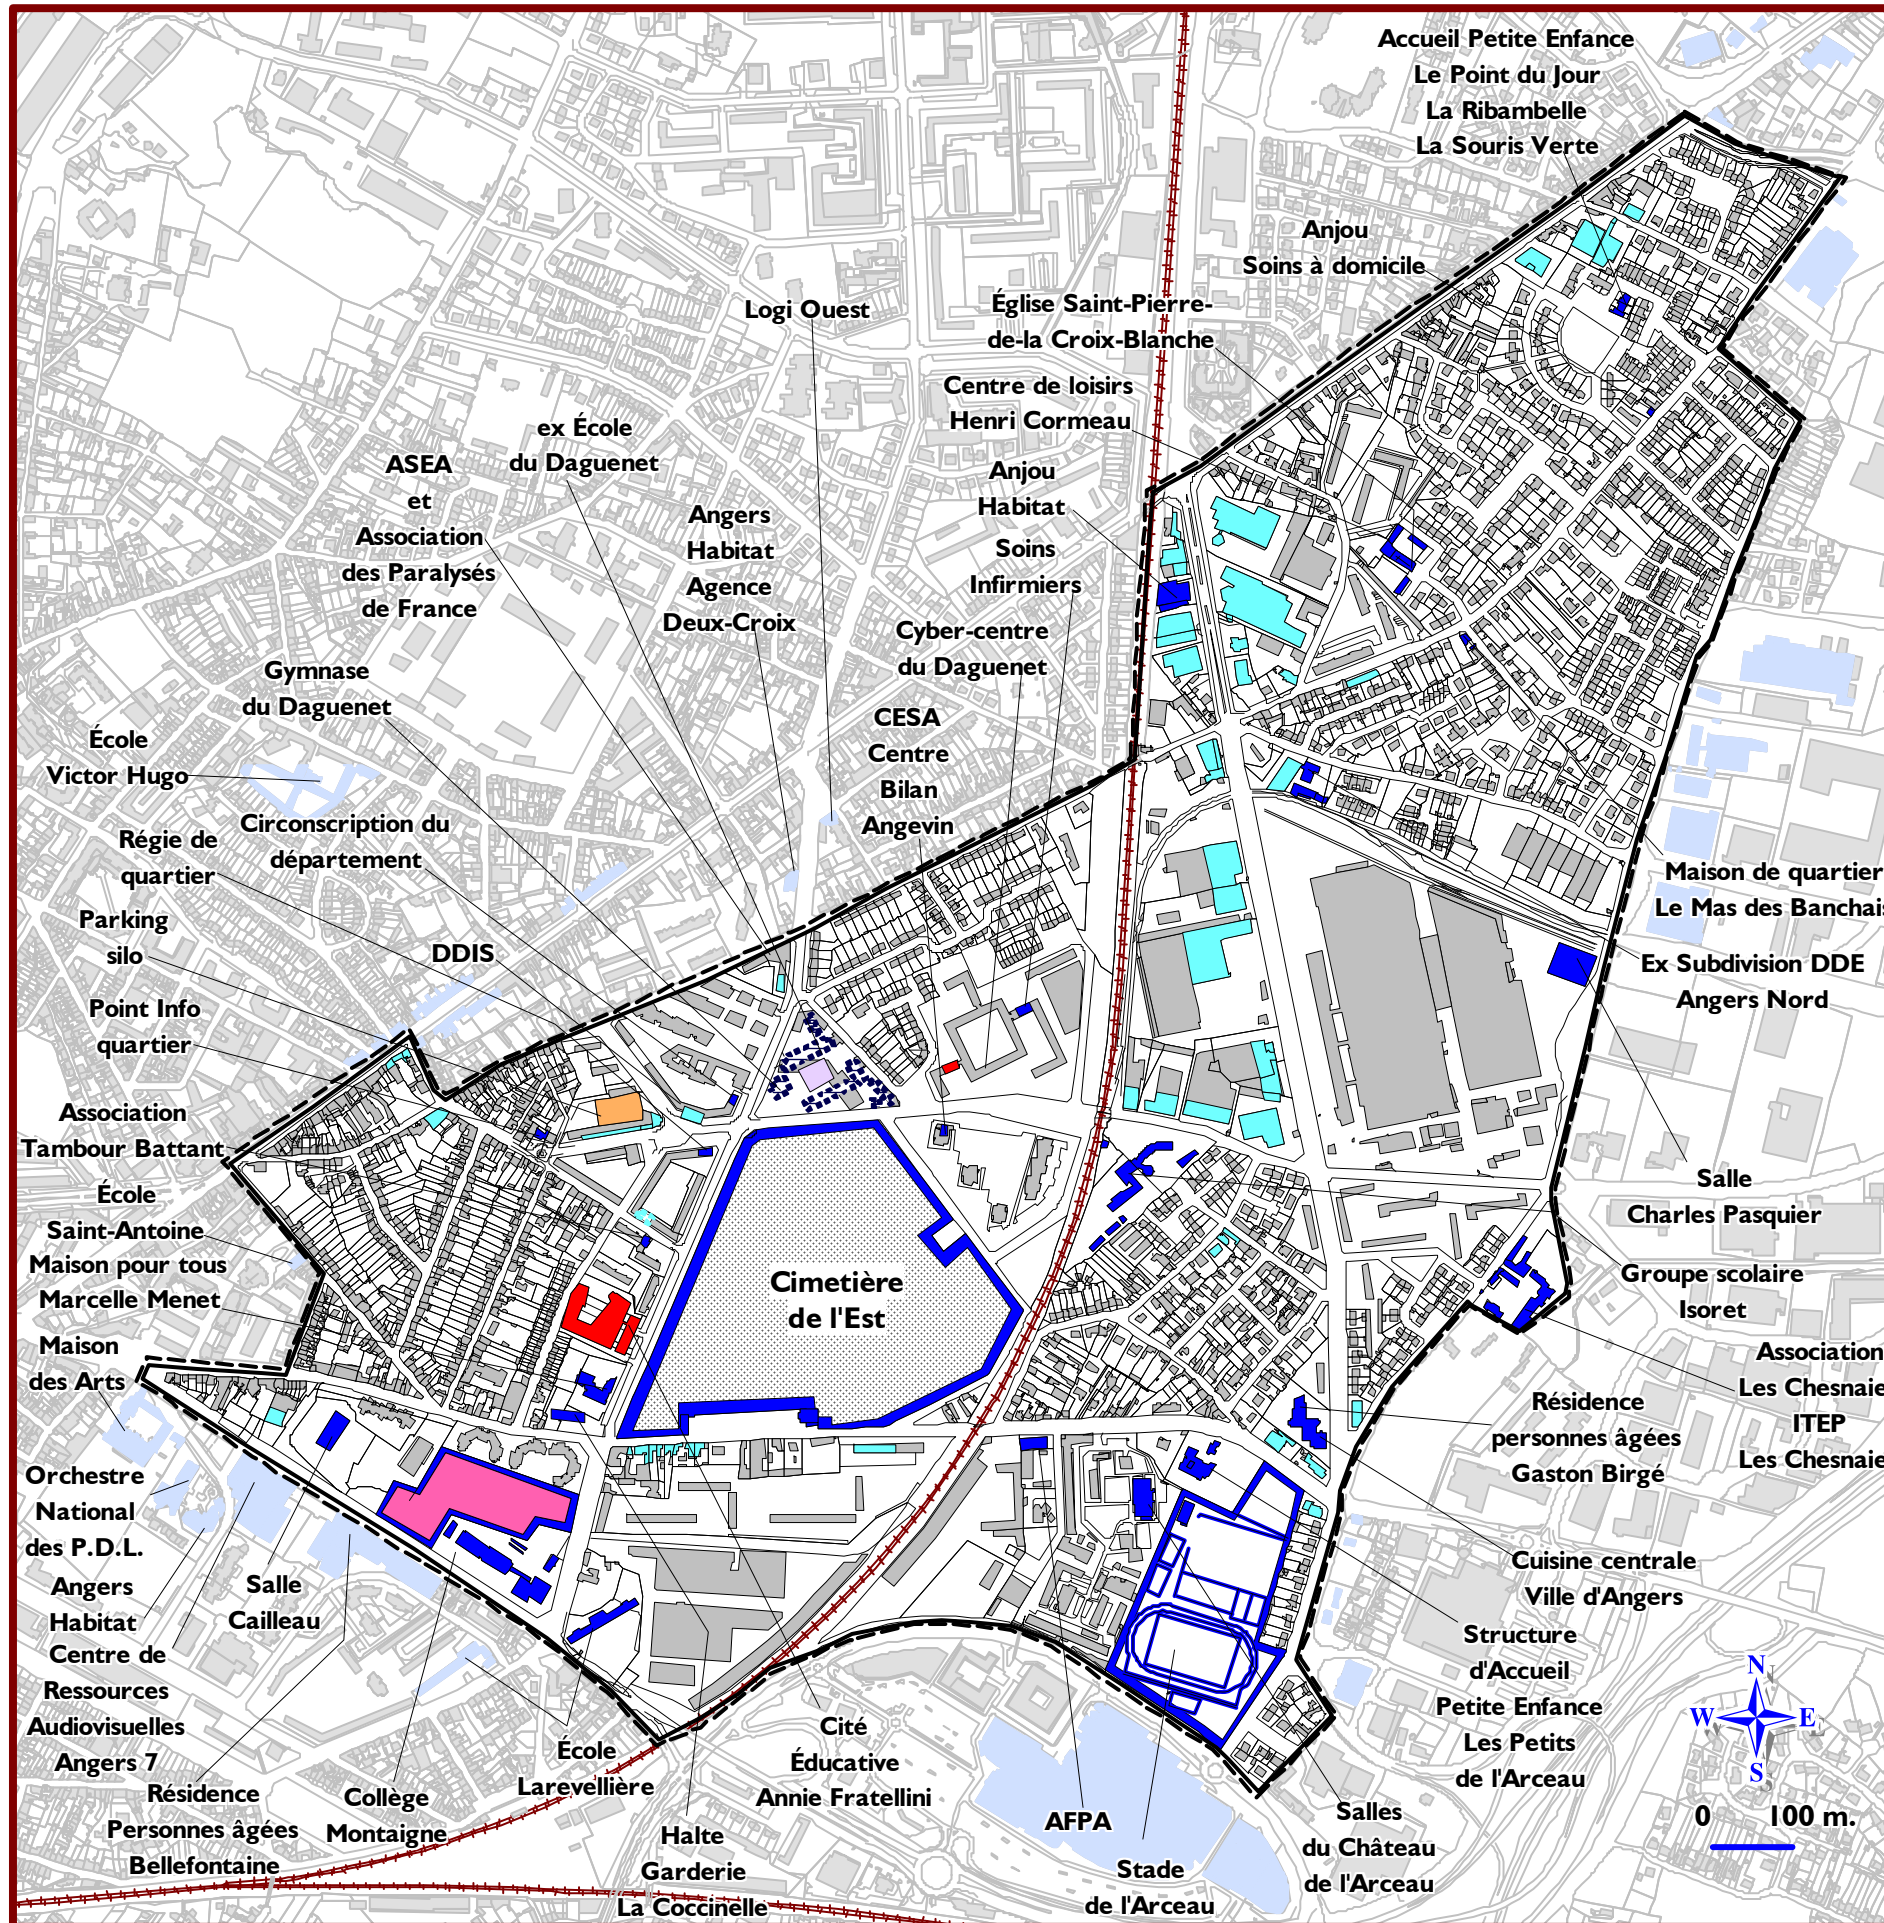 Accueil Petite Enfance
Le Point du Jour
La Ribambelle
La Souris Verte
Anjou
Soins à domicile
Église Saint-Pierre-
de-la Croix-Blanche
Logi Ouest
Centre de loisirs
Henri Cormeau
ex École
du Daguenet
ASEA
et
Association
des Paralysés
de France
Anjou
Habitat
Angers
Habitat
Agence
Deux-Croix
Soins
Infirmiers
Cyber-centre
du Daguenet
Gymnase
du Daguenet
CESA
Centre
Bilan
Angevin
École
Victor Hugo
Circonscription du
département
Régie de
quartier
Maison de quartier
Le Mas des Banchais
Parking
silo
DDIS
Ex Subdivision DDE
Angers Nord
Point Info
quartier
Association
Tambour Battant
Salle
Charles Pasquier
École
Saint-Antoine
Maison pour tous
Marcelle Menet
Cimetière
de l'Est
Groupe scolaire
Isoret
Maison
des Arts
Association
Les Chesnaie
ITEP
Les Chesnaie
Résidence
personnes âgées
Gaston Birgé
Orchestre
National
des P.D.L.
Angers
Habitat
Salle
Cailleau
Cuisine centrale
Ville d'Angers
Centre de
Ressources
Audiovisuelles
Angers 7
Structure
d'Accueil
Petite Enfance
Les Petits
de l'Arceau
Résidence
Personnes âgées
Bellefontaine
Collège
Montaigne
École
Larevellière
Cité
Éducative
Annie Fratellini
Halte
Garderie
La Coccinelle
AFPA
Stade
de l'Arceau
Salles
du Château
de l'Arceau
N
W E
S
0 100 m.